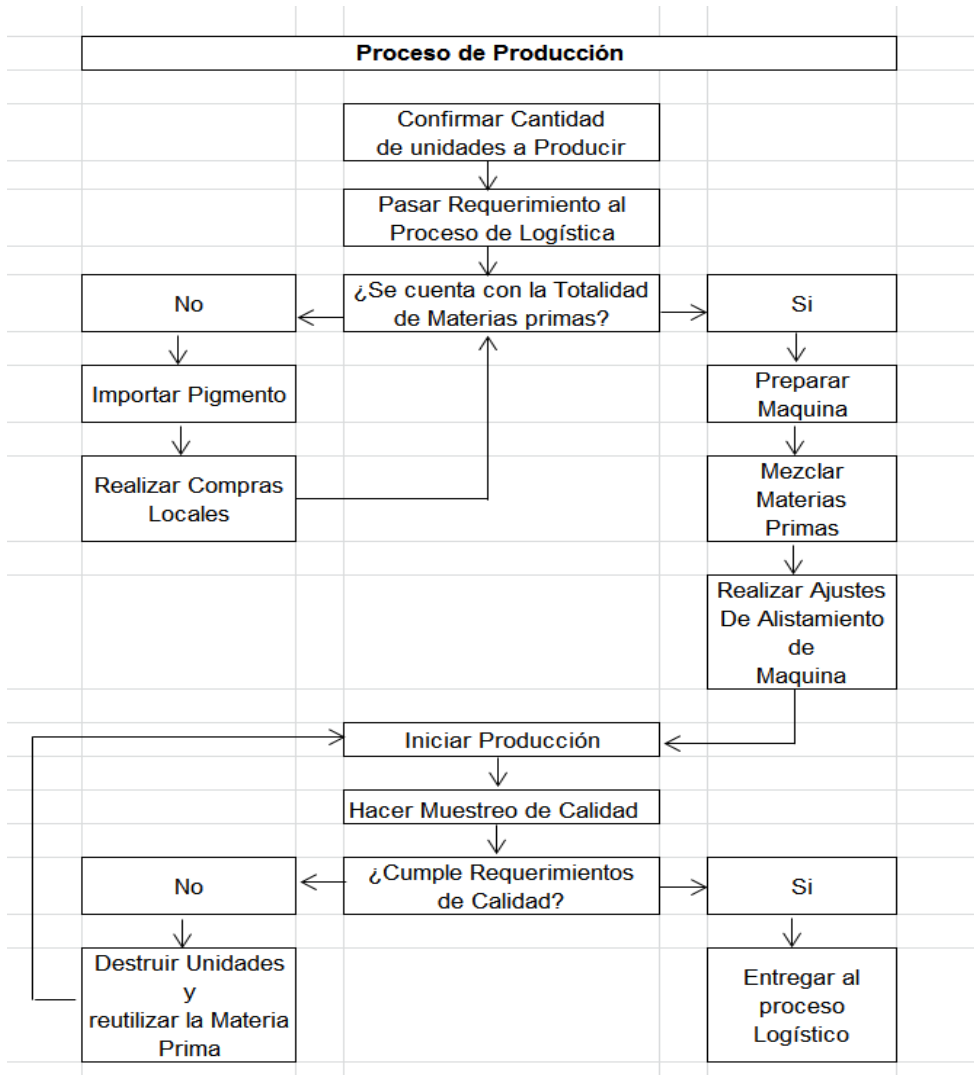 Proceso de Producción
Confirmar Cantidad
de unidades a Producir
Pasar Requerimiento al
Proceso de Logística
No
¿Se cuenta con la Totalidad
de Materias primas?
Si
Importar Pigmento
Preparar
Maquina
Realizar Compras
Locales
Mezclar
Materias
Primas
Realizar Ajustes
De Alistamiento
de
Maquina
Iniciar Producción
Hacer Muestreo de Calidad
No
¿Cumple Requerimientos
de Calidad?
Si
Destruir Unidades
y
reutilizar la Materia
Prima
Entregar al
proceso
Logístico